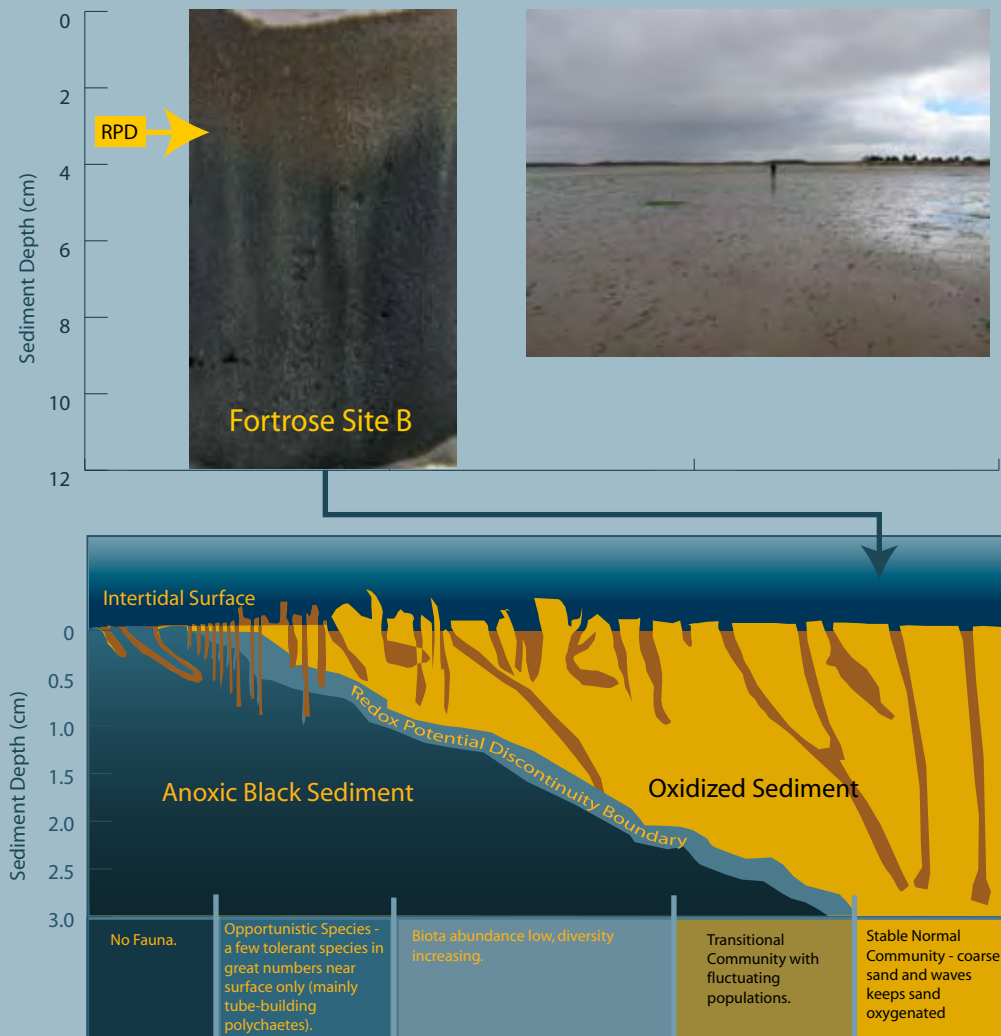 0
2
RPD
4
6
8
10
12
Sediment Depth (cm)
Fortrose Site B
Intertidal Surface
0
0.5
1.0
1.5
2.0
2.5
3.0
Sediment Depth (cm)
Redox Potential Discontinuity Boundary
Anoxic Black Sediment
Oxidized Sediment
No Fauna.
Opportunistic Species -
a few tolerant species in
great numbers near
surface only (mainly
tube-building
polychaetes).
Biota abundance low, diversity
increasing.
Transitional
Community with
fluctuating
populations.
Stable Normal
Community - coarse
sand and waves
keeps sand
oxygenated